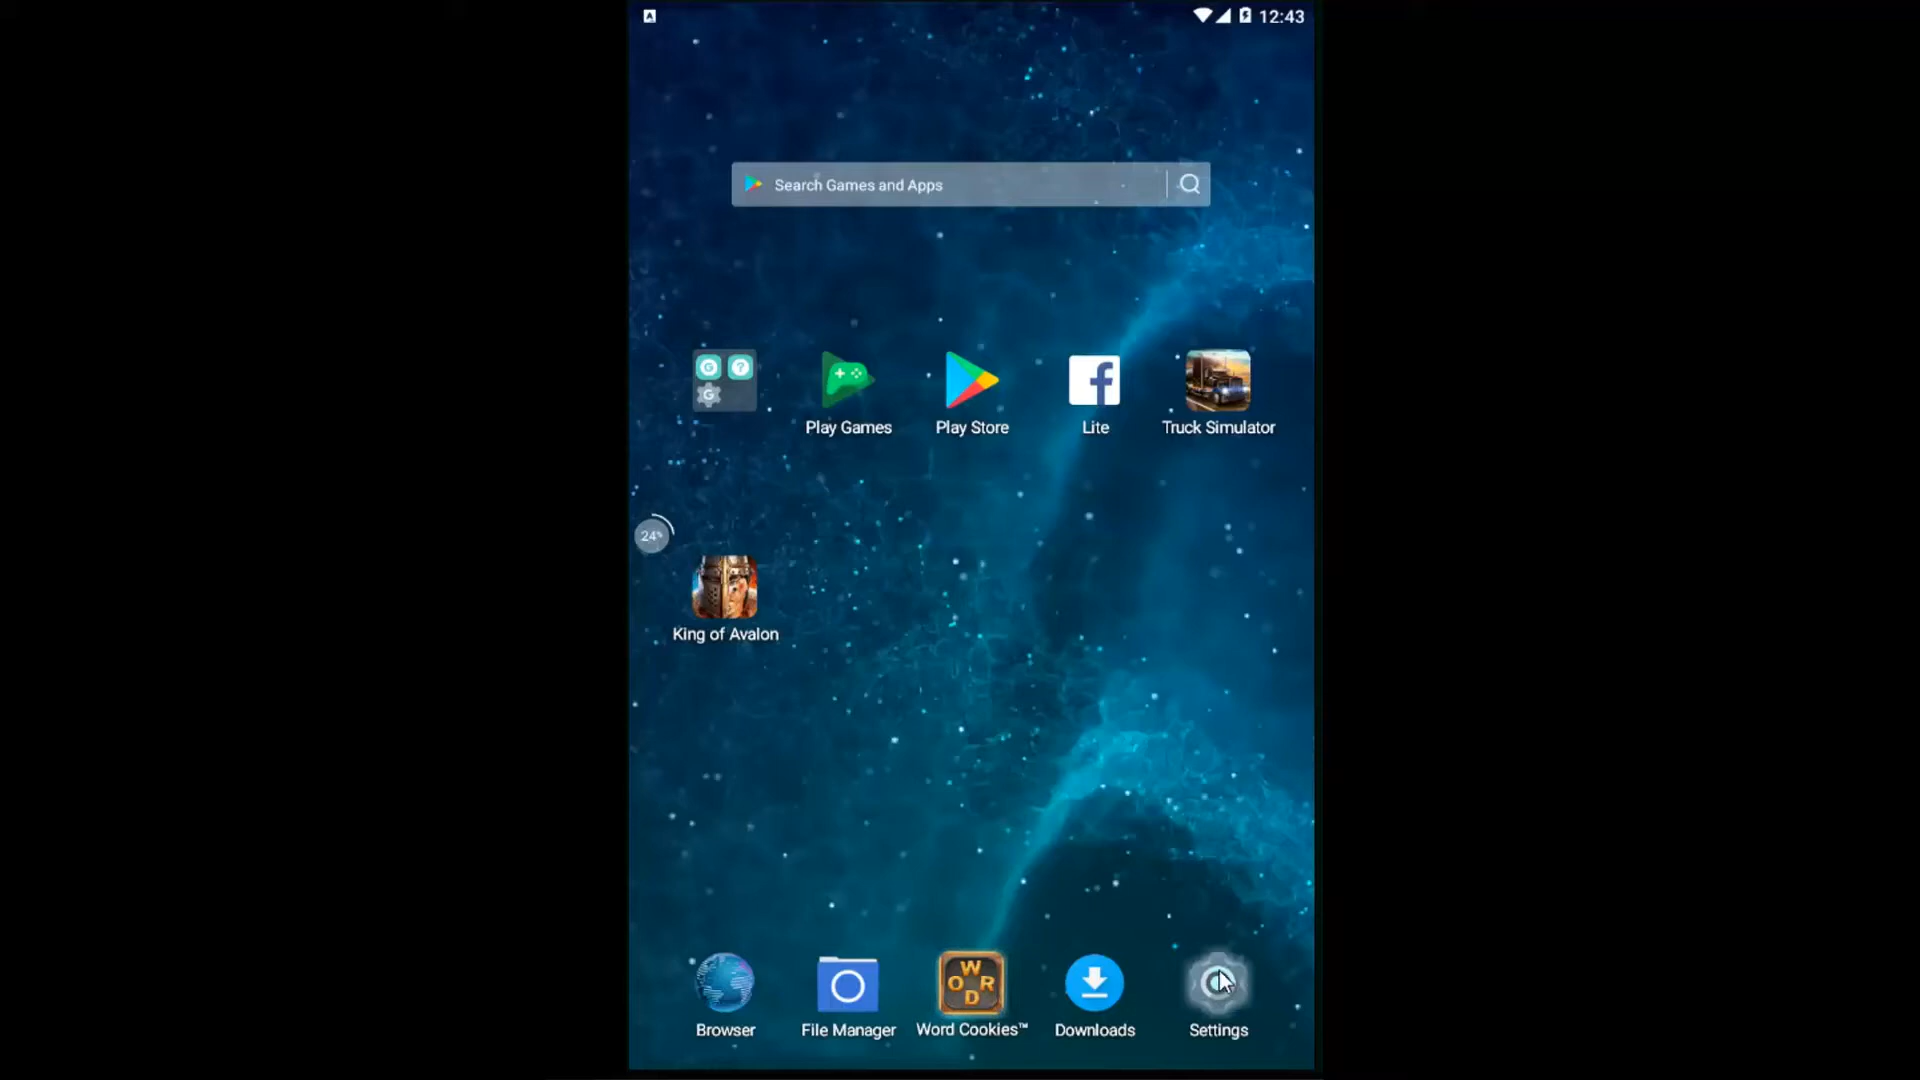 12:43
Search Games and Apps
Play Games
Play Store
Lite
Truck Simulator
24%
King of Avalon
W
O R
D
Browser
File Manager
Word Cookies™
Downloads
Settings